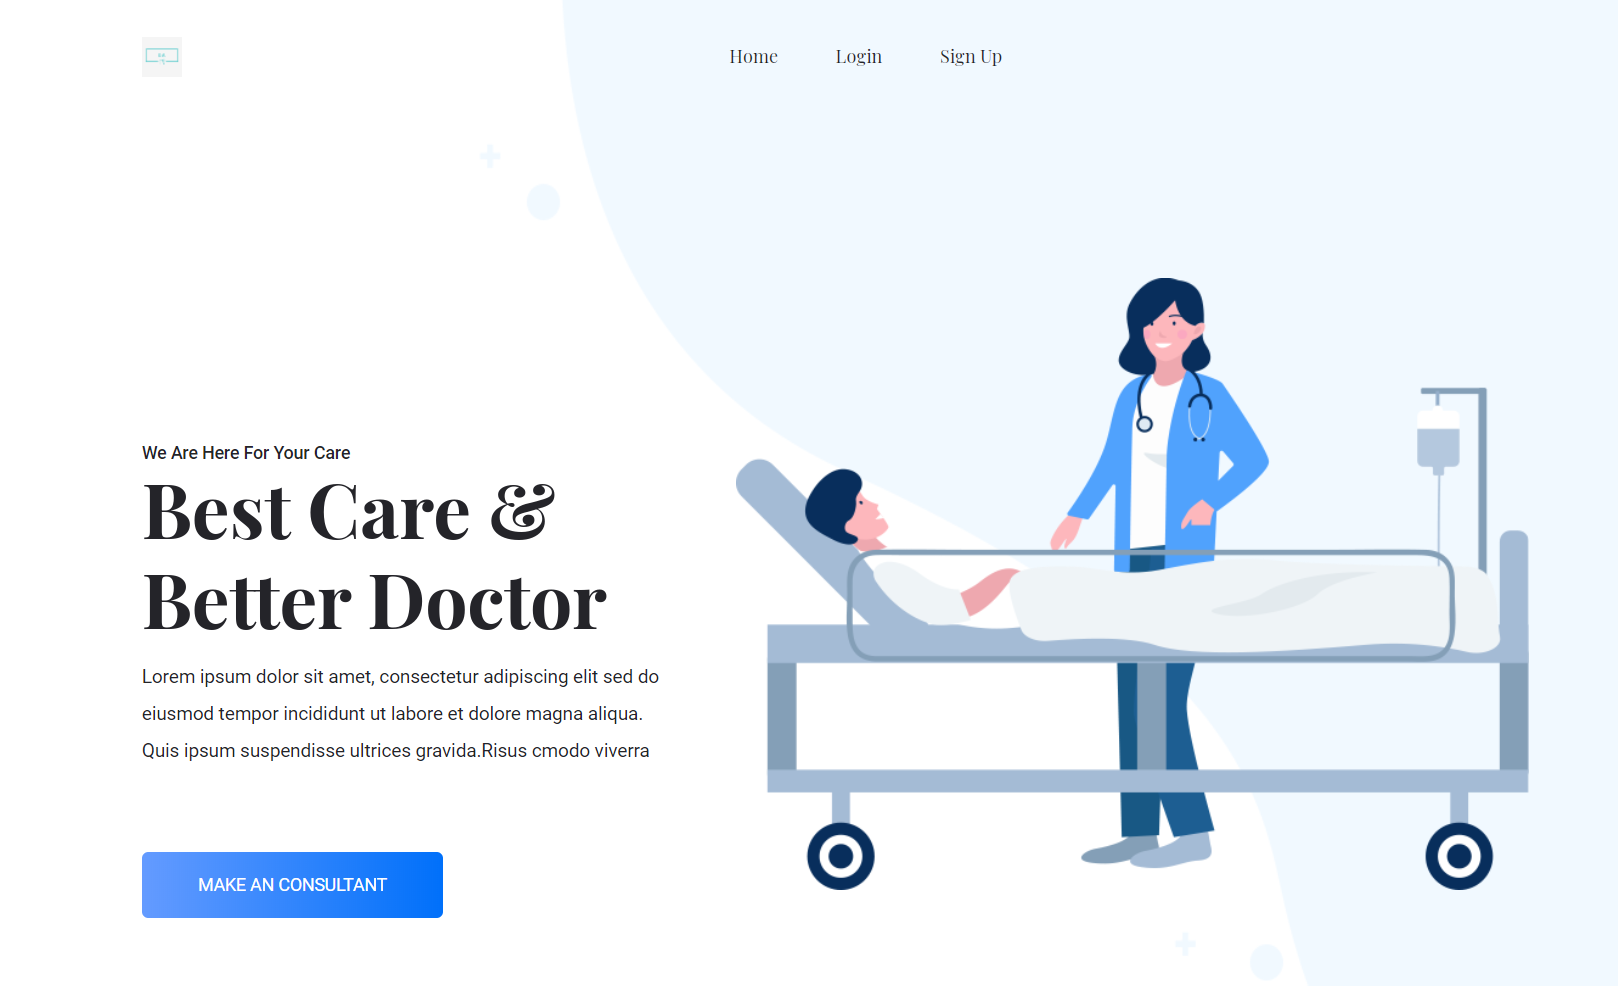 Home
Login
Sign Up
We Are Here For Your Care
Best Care &
Better Doctor
Lorem ipsum dolor sit amet, consectetur adipiscing elit sed do
eiusmod tempor incididunt ut labore et dolore magna aliqua.
Quis ipsum suspendisse ultrices gravida.Risus cmodo viverra
MAKE AN CONSULTANT